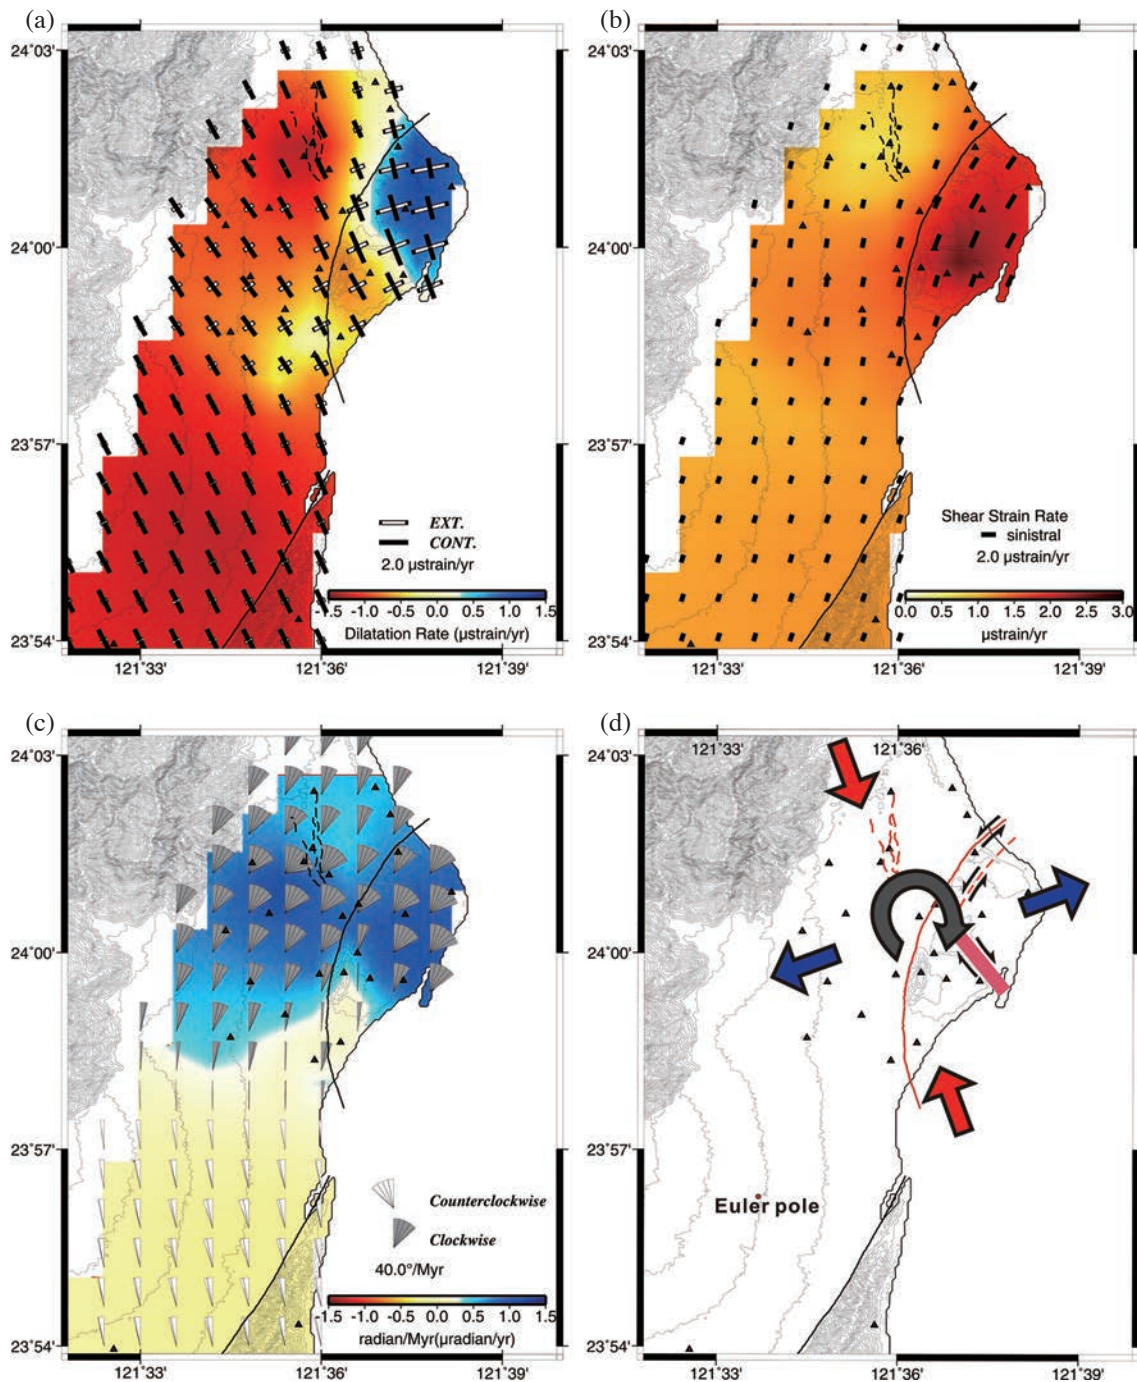 (a)
24°03'
24°00'
23°57'
23°54'
EXT.
CONT.
2.0 µstrain/yr
-1.5 -1.0 -0.5 0.0 0.5 1.0 1.5
Dilatation Rate (µstrain/yr)
121°33' 121°36' 121°39'
(b)
24°03'
24°00'
23°57'
23°54'
Shear Strain Rate
sinistral
2.0 µstrain/yr
0.0 0.5 1.0 1.5 2.0 2.5 3.0
µstrain/yr
121°33' 121°36' 121°39'
(c)
24°03'
24°00'
23°57'
23°54'
Counterclockwise
Clockwise
40.0°/Myr
-1.5 -1.0 -0.5 0.0 0.5 1.0 1.5
radian/Myr(µradian/yr)
121°33' 121°36' 121°39'
(d)
121°33' 121°36'
24°03'
24°00'
23°57'
23°54'
Euler pole
121°33' 121°36' 121°39'